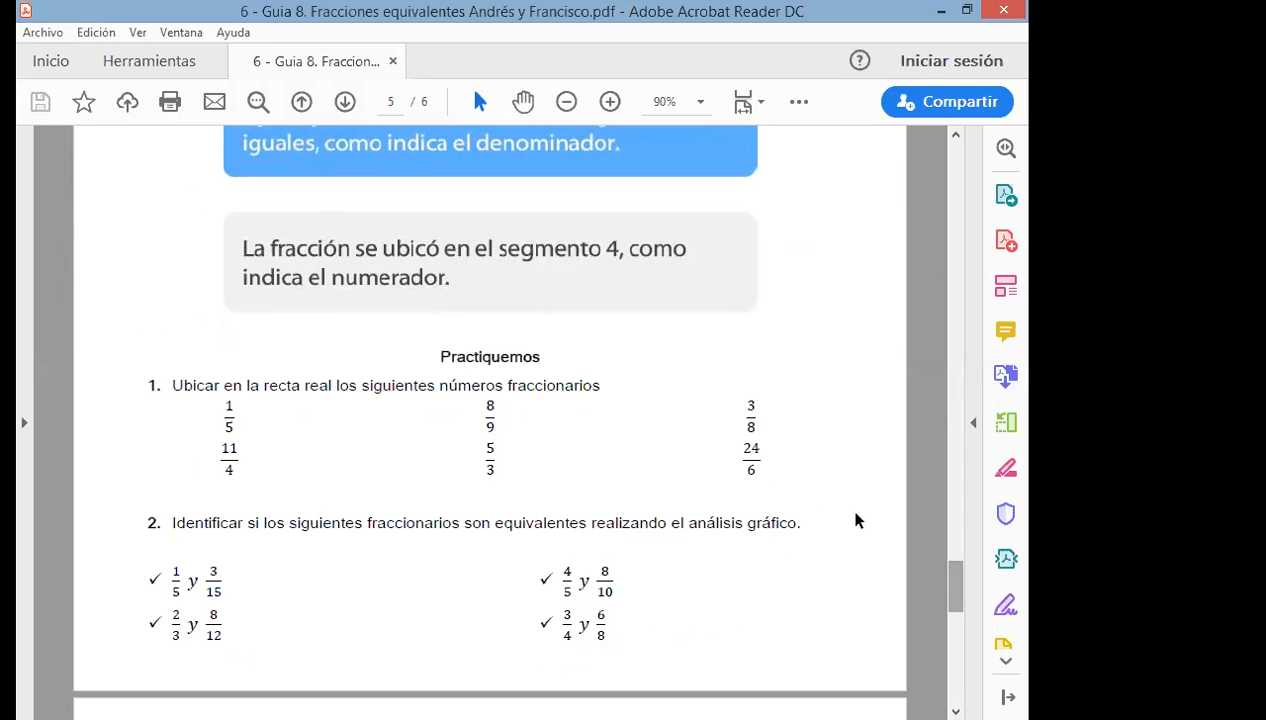 6 - Guia 8. Fracciones equivalentes Andrés y Francisco.pdf - Adobe Acrobat Reader DC
Archivo Edición Ver Ventana Ayuda
Inicio Herramientas 6 - Guia 8. Fraccion... × ? Iniciar sesión
5 / 6 90% Compartir
iguales, como indica el denominador.
La fracción se ubicó en el segmento 4, como
indica el numerador.
Practiquemos
1. Ubicar en la recta real los siguientes números fraccionarios
1/5 8/9 3/8
11/4 5/3 24/6
2. Identificar si los siguientes fraccionarios son equivalentes realizando el análisis gráfico.
✓ 1/5 y 3/15 ✓ 4/5 y 8/10
✓ 2/3 y 8/12 ✓ 3/4 y 6/8